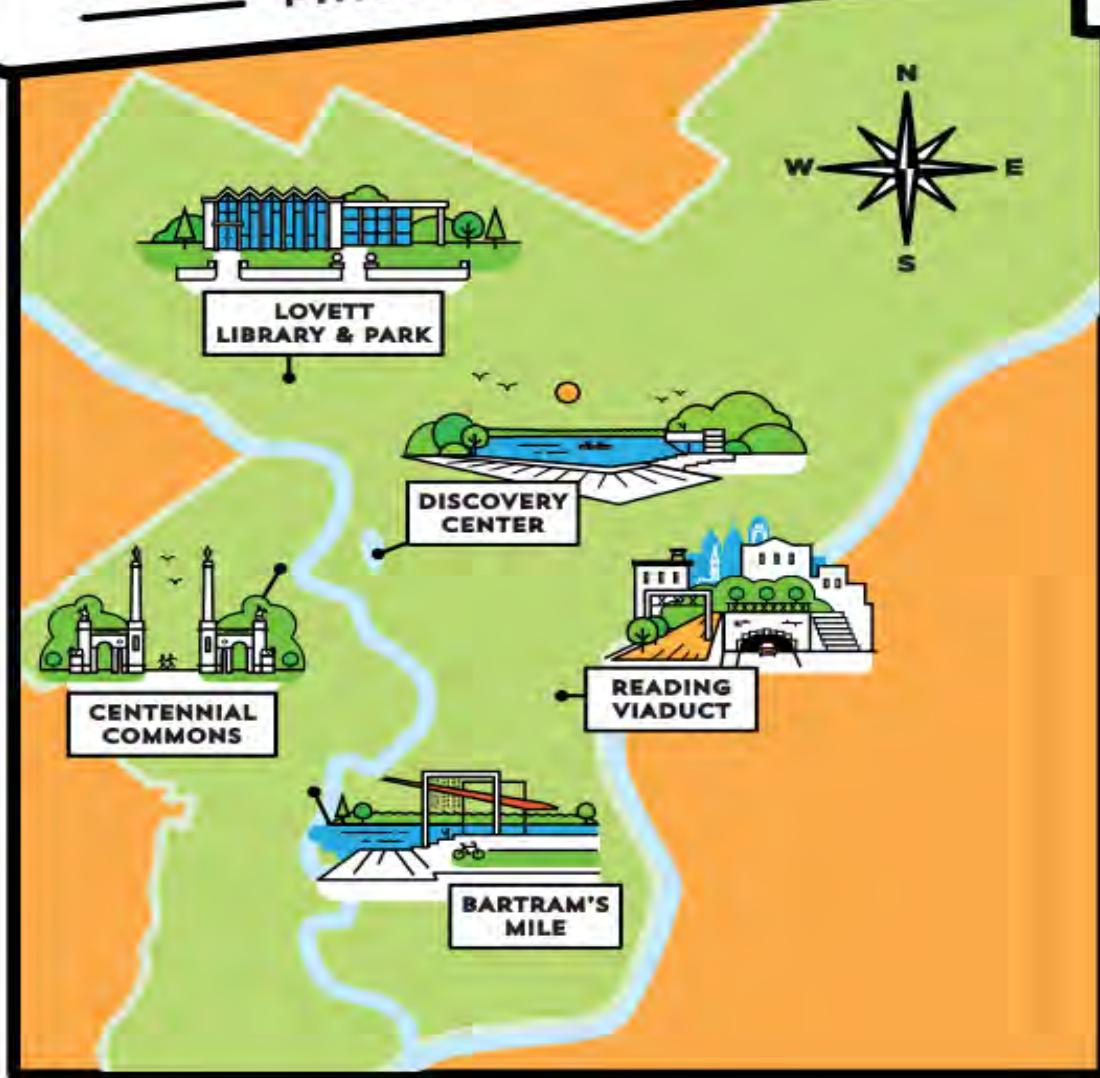 N
W E
S
LOVETT
LIBRARY & PARK
DISCOVERY
CENTER
READING
VIADUCT
CENTENNIAL
COMMONS
BARTRAM'S
MILE